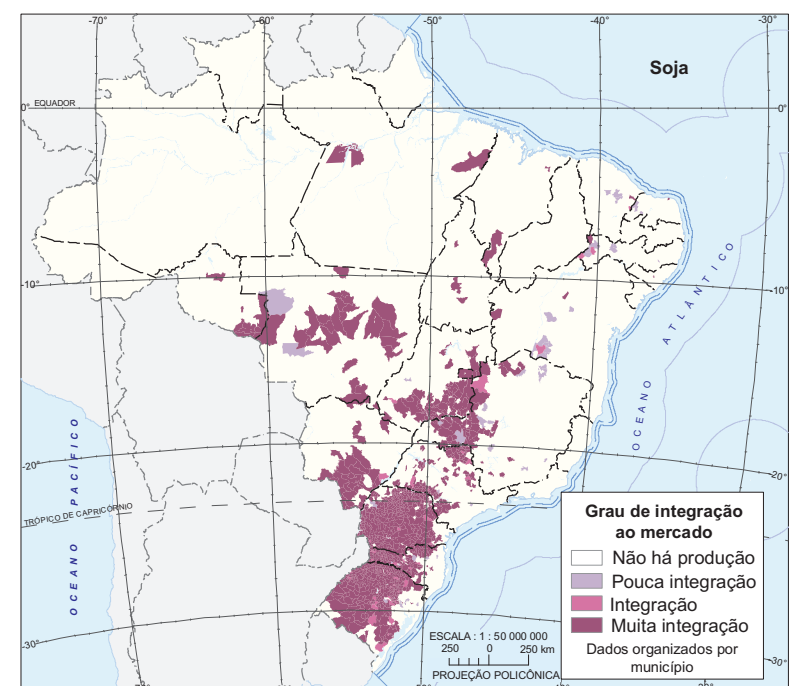 -70°
-60°
-50°
-40°
-30°
Soja
0°
EQUADOR
0°
-10°
-10°
OCEANO ATLÂNTICO
OCEANO PACÍFICO
-20°
-20°
TRÓPICO DE CAPRICÓRNIO
Grau de integração
ao mercado
Não há produção
Pouca integração
Integração
Muita integração
Dados organizados por
município
ESCALA : 1 : 50 000 000
250 0 250 km
PROJEÇÃO POLICÔNICA
-30°
-30°